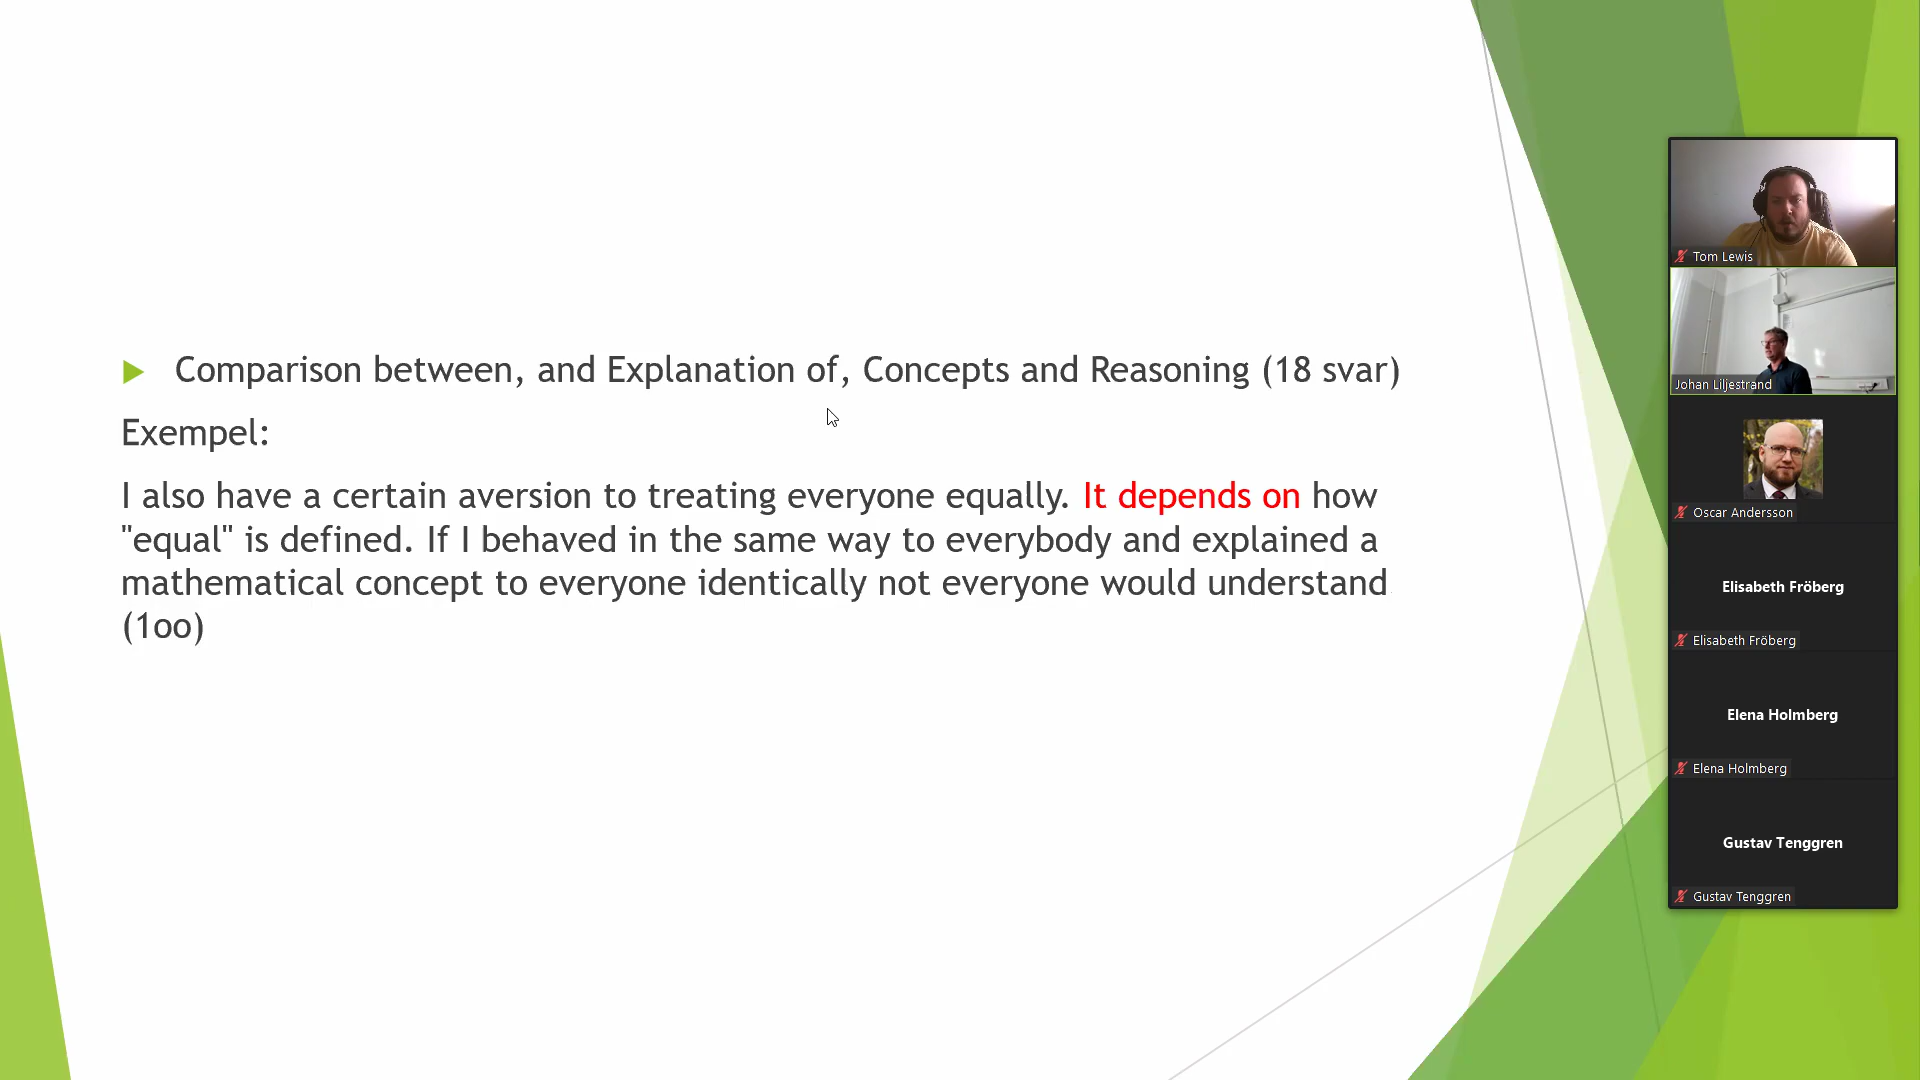 Comparison between, and Explanation of, Concepts and Reasoning (18 svar)
Exempel:
I also have a certain aversion to treating everyone equally. It depends on how
"equal" is defined. If I behaved in the same way to everybody and explained a
mathematical concept to everyone identically not everyone would understand
(1oo)
Tom Lewis
Johan Liljestrand
Oscar Andersson
Elisabeth Fröberg
Elisabeth Fröberg
Elena Holmberg
Elena Holmberg
Gustav Tenggren
Gustav Tenggren